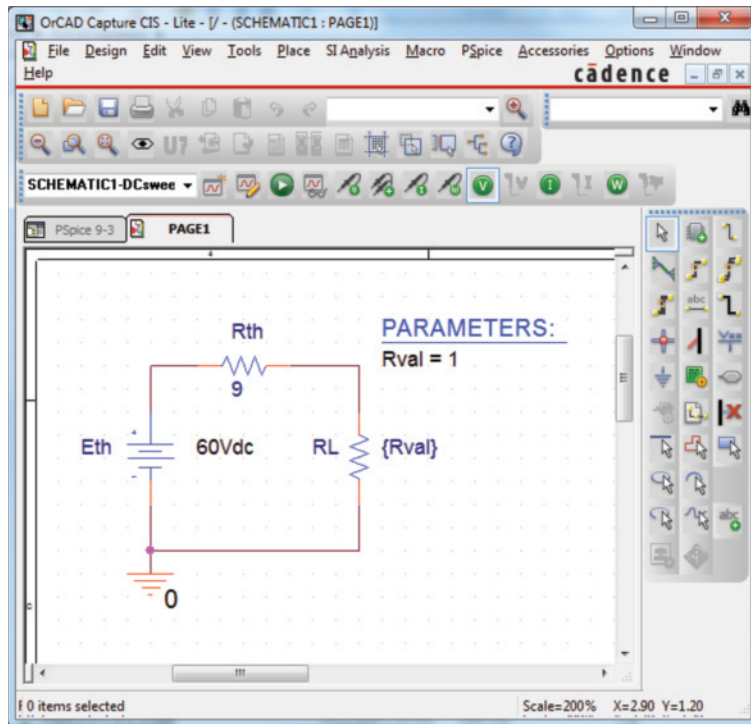 OrCAD Capture CIS - Lite - [/ - (SCHEMATIC1 : PAGE1)]
File Design Edit View Tools Place SI Analysis Macro PSpice Accessories Options Window
Help
cādence
U?
SCHEMATIC1-DCswee
V I W
PSpice 9-3 PAGE1
abc
Rth
PARAMETERS:
9
Rval = 1
Eth 60Vdc RL {Rval}
+
-
0
abc
0 items selected
Scale=200% X=2.90 Y=1.20